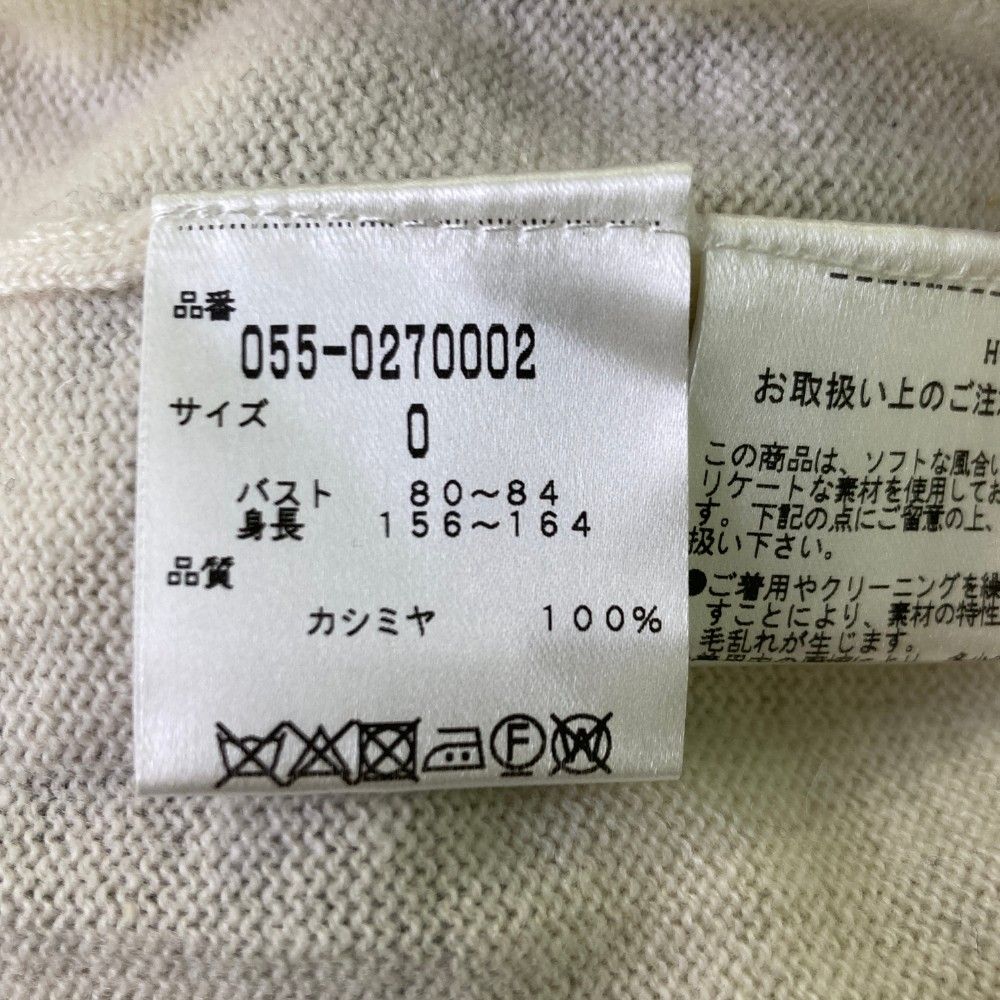 品番
055-0270002
サイズ 0
バスト 80～84
身長 156～164
品質
カシミヤ 100%
F
W
H
お取扱い上のご注
この商品は、ソフトな風合い
リケートな素材を使用してお
す。下記の点にご留意の上、
扱い下さい。
●ご着用やクリーニングを繰
すことにより、素材の特性
毛乱れが生じます。